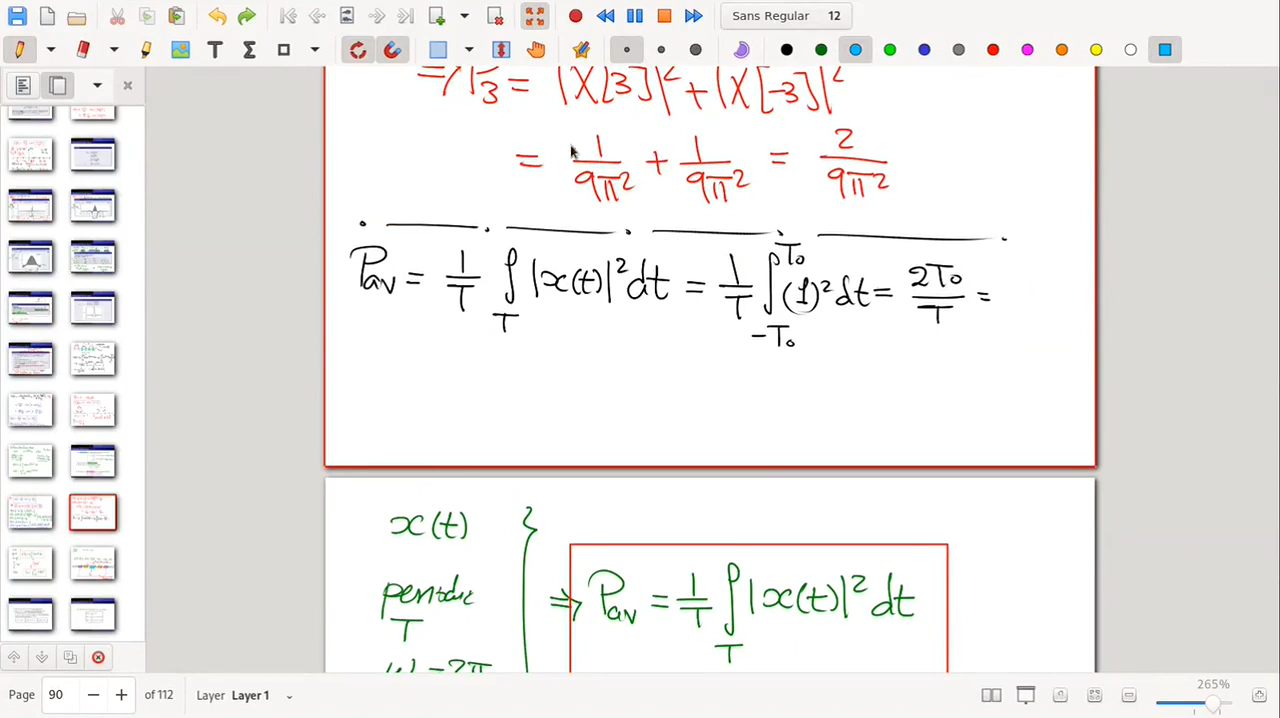 Sans Regular 12
=> P₃ = |X[3]|² + |X[-3]|²
= 1/9π² + 1/9π² = 2/9π²
Pav = 1/T ∫_T |x(t)|² dt = 1/T ∫_{-T₀}^{T₀} (1)² dt = 2T₀/T =
x(t)
periodic
T
=> Pav = 1/T ∫_T |x(t)|² dt
Page 90 of 112 Layer Layer 1 265%